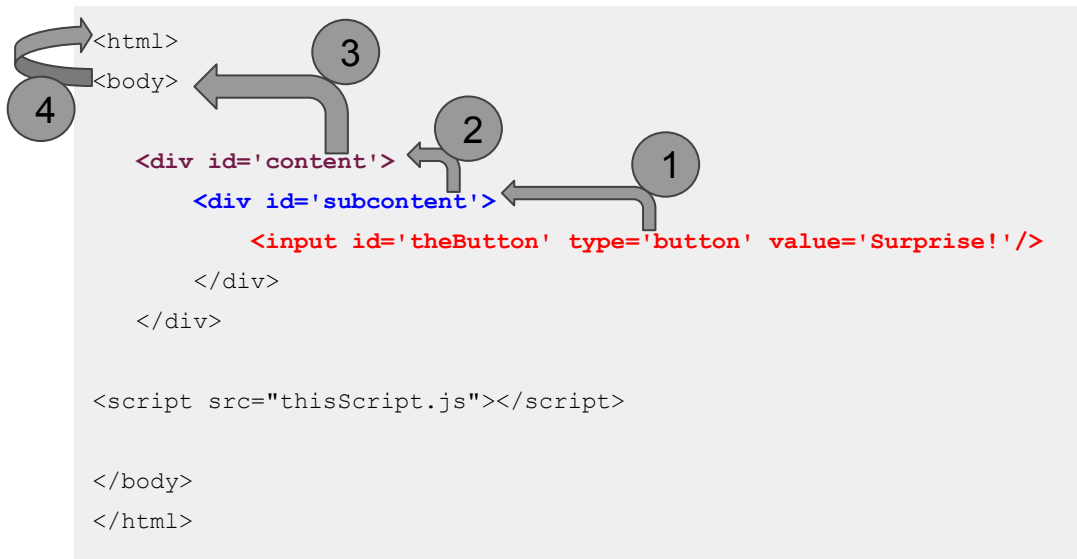 <html>
3
<body>
4
2
<div id='content'>
1
<div id='subcontent'>
<input id='theButton' type='button' value='Surprise!'/>
</div>
</div>
<script src="thisScript.js"></script>
</body>
</html>